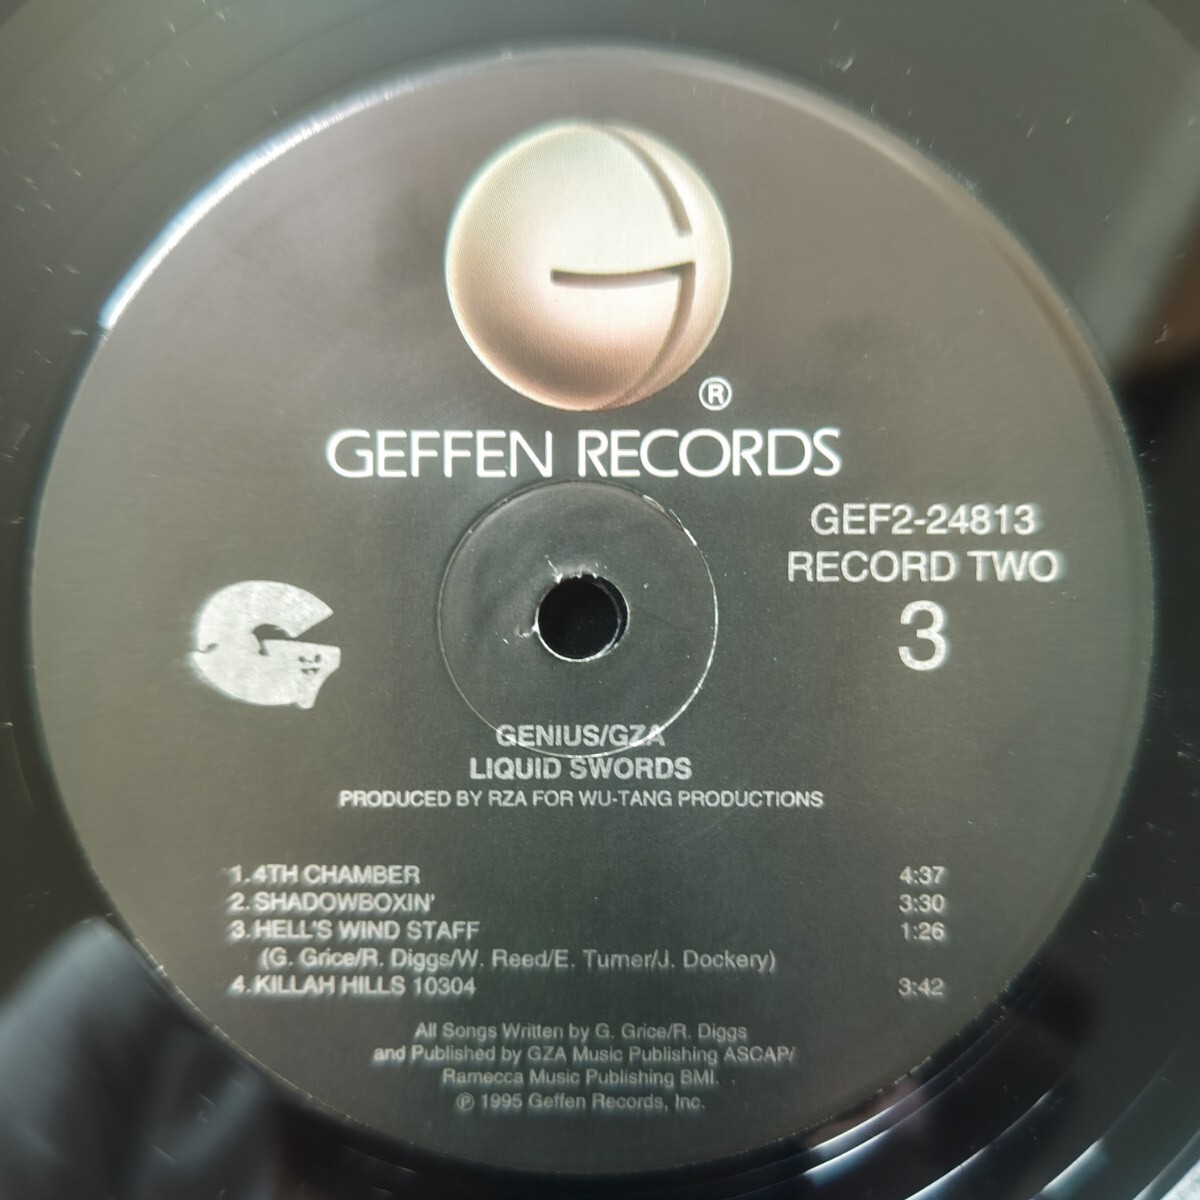 ®
GEFFEN RECORDS
GEF2-24813
RECORD TWO
3
GENIUS/GZA
LIQUID SWORDS
PRODUCED BY RZA FOR WU-TANG PRODUCTIONS
1. 4TH CHAMBER 4:37
2. SHADOWBOXIN' 3:30
3. HELL'S WIND STAFF 1:26
(G. Grice/R. Diggs/W. Reed/E. Turner/J. Dockery)
4. KILLAH HILLS 10304 3:42
All Songs Written by G. Grice/R. Diggs
and Published by GZA Music Publishing ASCAP/
Ramecca Music Publishing BMI.
℗ 1995 Geffen Records, Inc.